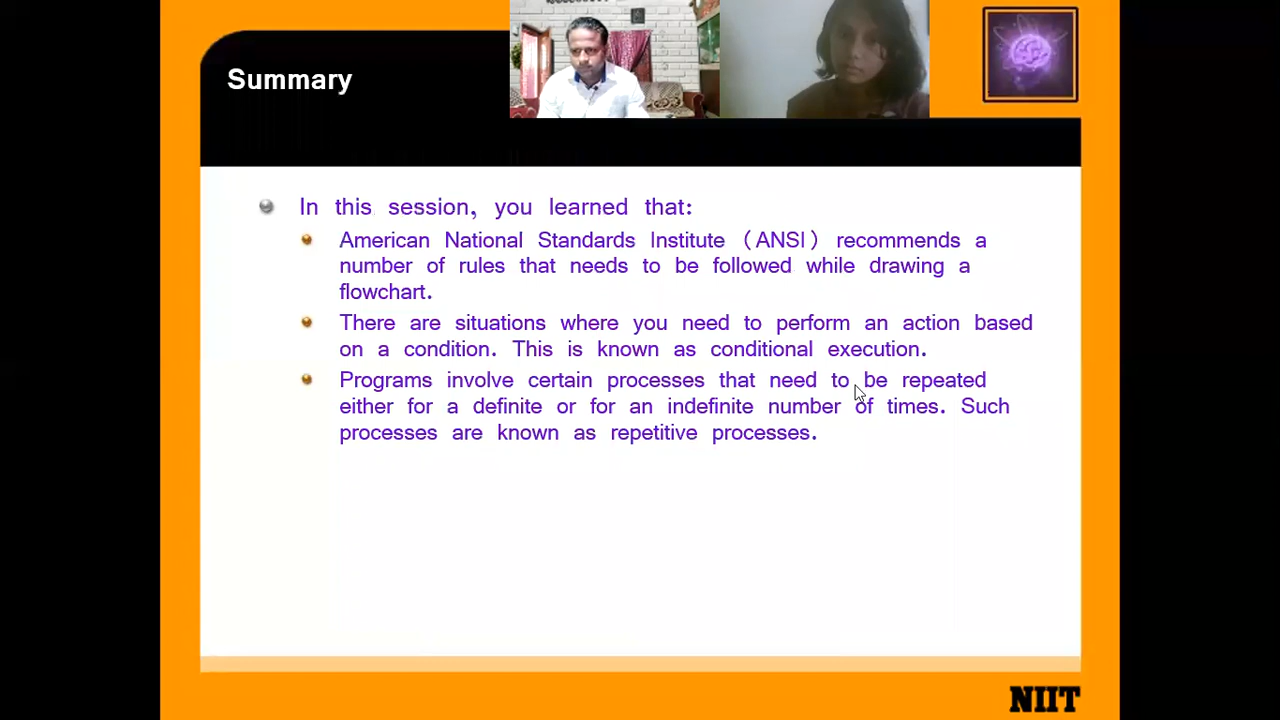 Summary
In this session, you learned that:
American National Standards Institute (ANSI) recommends a
number of rules that needs to be followed while drawing a
flowchart.
There are situations where you need to perform an action based
on a condition. This is known as conditional execution.
Programs involve certain processes that need to be repeated
either for a definite or for an indefinite number of times. Such
processes are known as repetitive processes.
NIIT